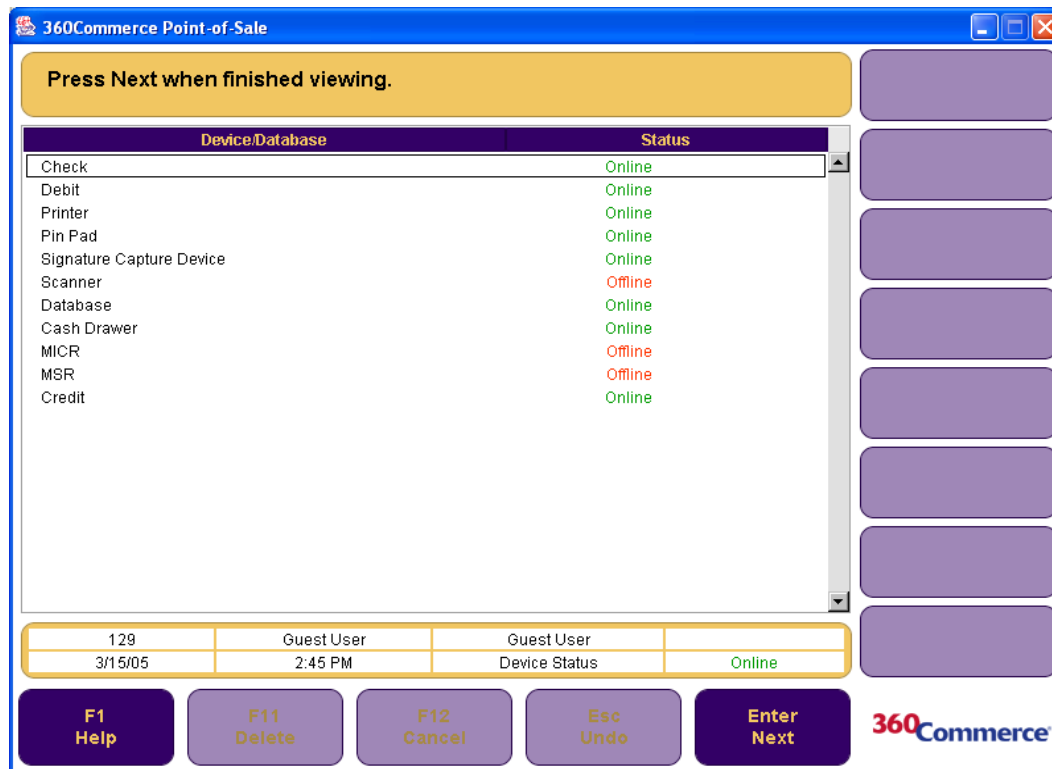 360Commerce Point-of-Sale
Press Next when finished viewing.
Device/Database Status
Check Online
Debit Online
Printer Online
Pin Pad Online
Signature Capture Device Online
Scanner Offline
Database Online
Cash Drawer Online
MICR Offline
MSR Offline
Credit Online
129 Guest User Guest User
3/15/05 2:45 PM Device Status Online
F1 F11 F12 Esc Enter
Help Delete Cancel Undo Next
360Commerce